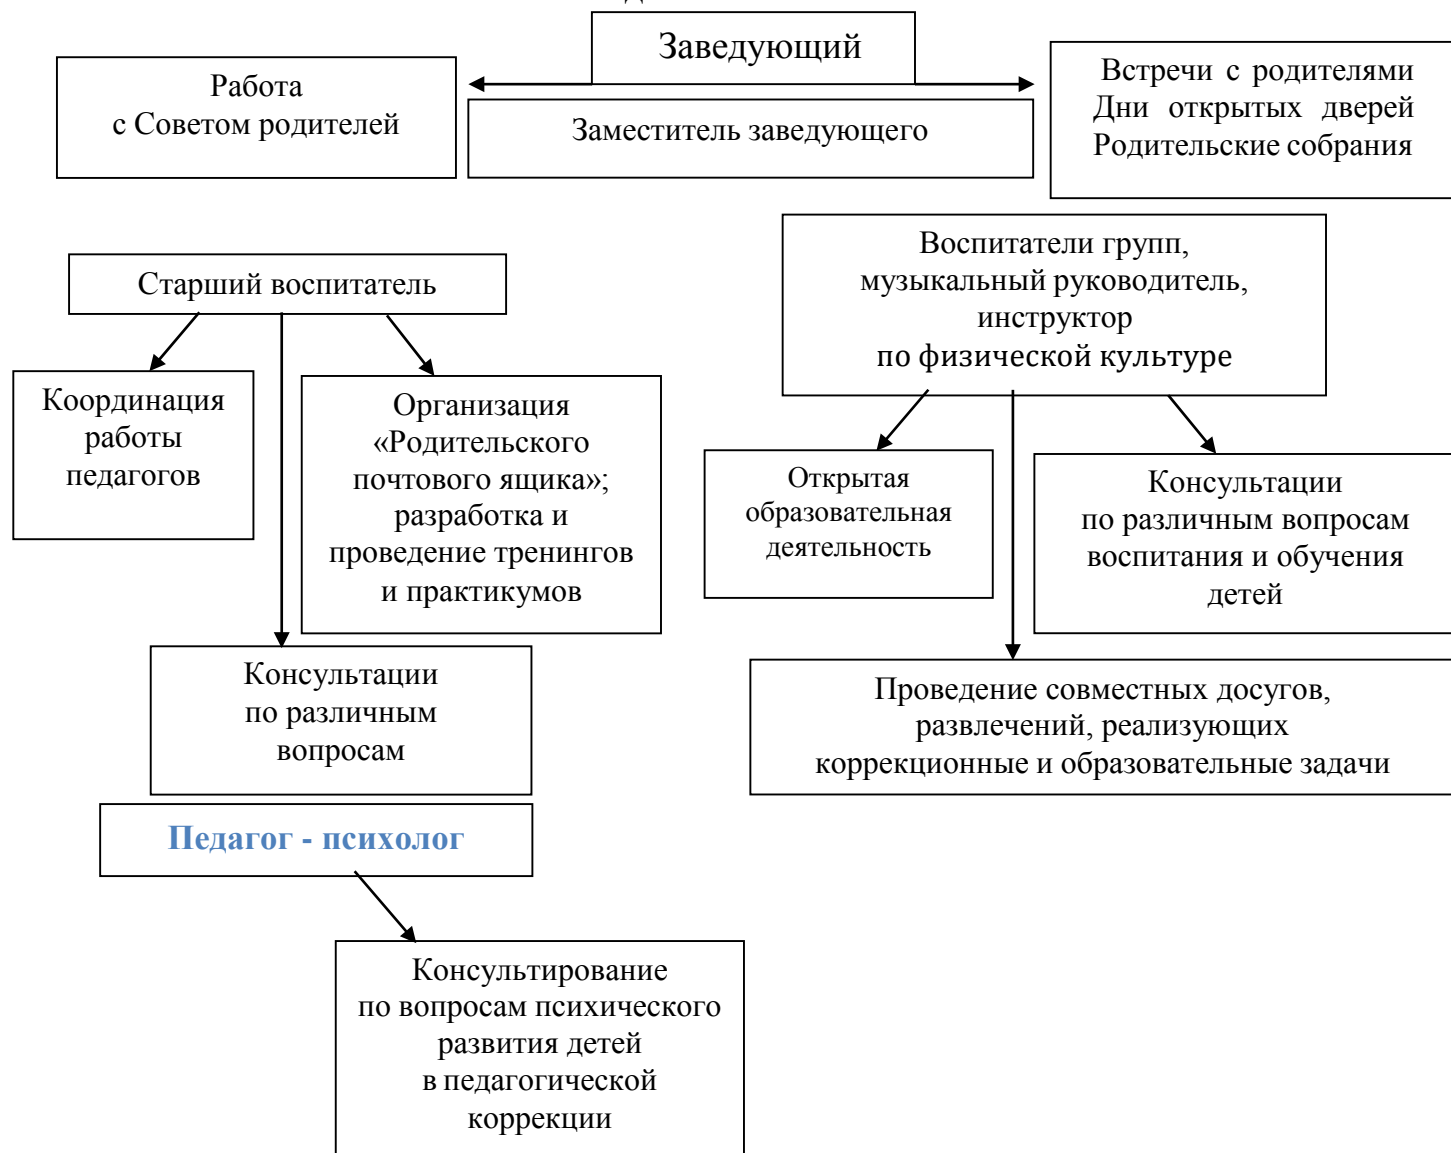 Заведующий
Работа
с Советом родителей
Заместитель заведующего
Встречи с родителями
Дни открытых дверей
Родительские собрания
Старший воспитатель
Воспитатели групп,
музыкальный руководитель,
инструктор
по физической культуре
Координация
работы
педагогов
Организация
«Родительского
почтового ящика»;
разработка и
проведение тренингов
и практикумов
Открытая
образовательная
деятельность
Консультации
по различным вопросам
воспитания и обучения
детей
Консультации
по различным
вопросам
Проведение совместных досугов,
развлечений, реализующих
коррекционные и образовательные задачи
Педагог - психолог
Консультирование
по вопросам психического
развития детей
в педагогической
коррекции